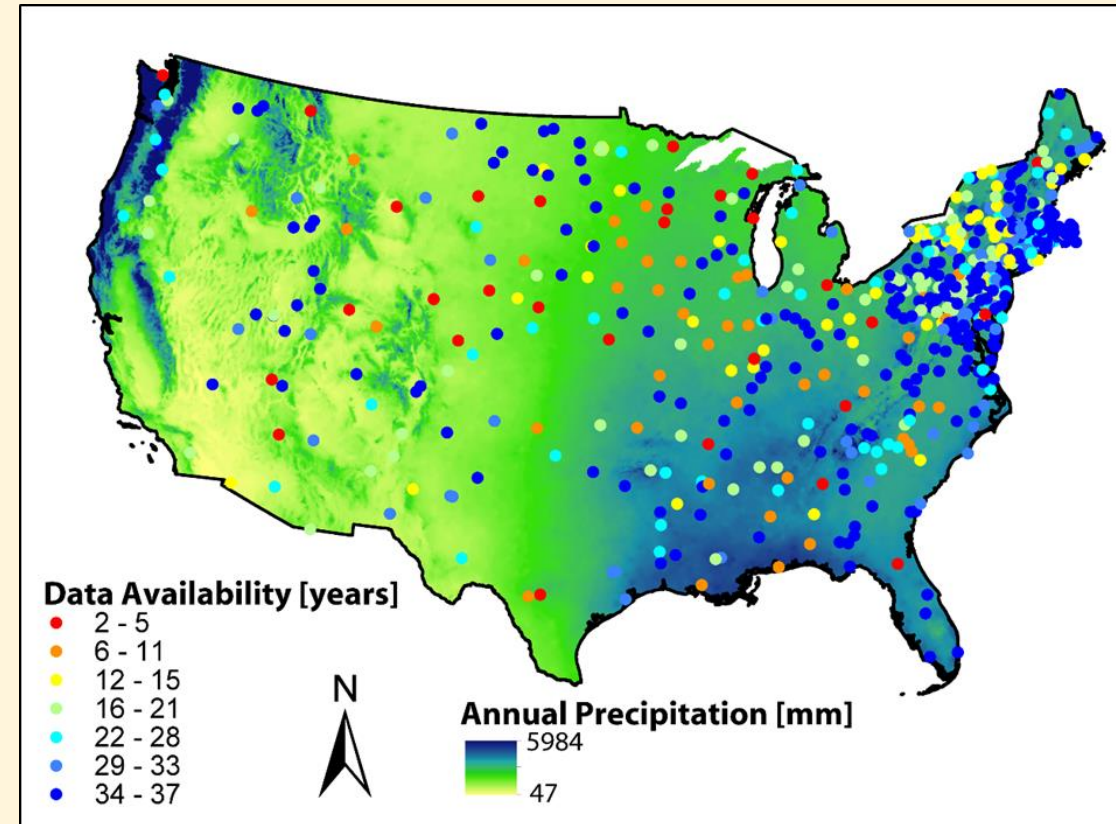 Data Availability [years]
2 - 5
6 - 11
12 - 15
16 - 21
22 - 28
29 - 33
34 - 37
N
Annual Precipitation [mm]
5984
47